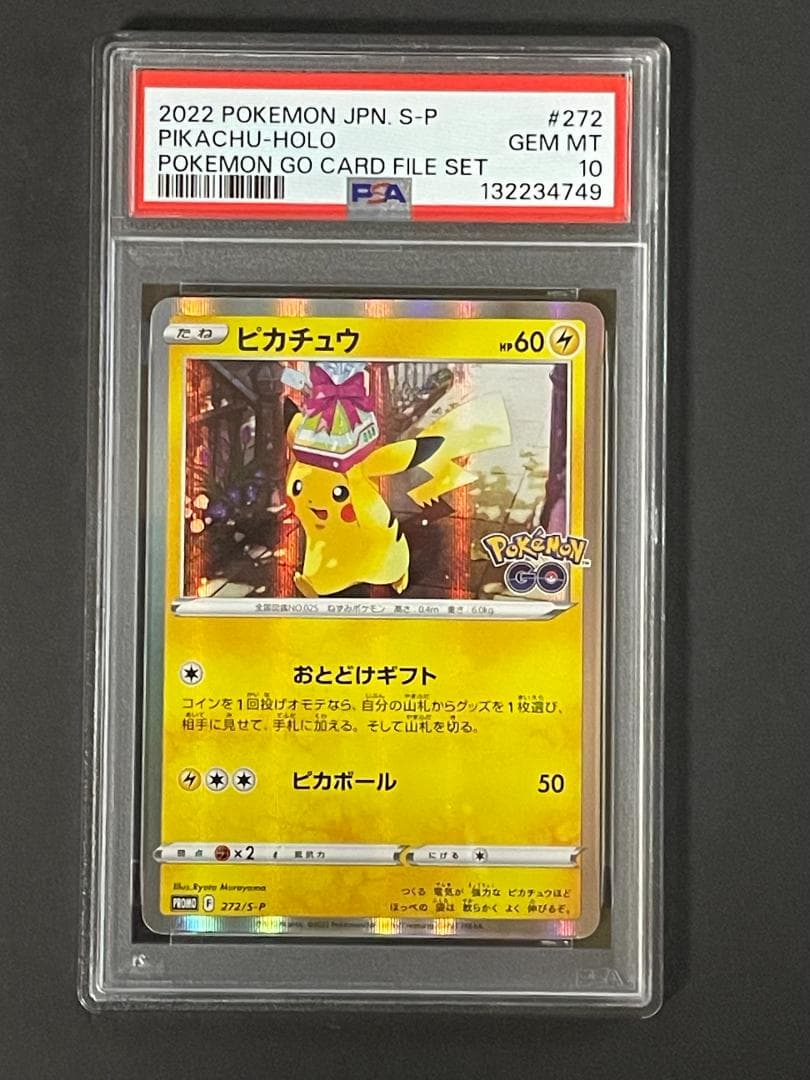 2022 POKEMON JPN. S-P #272
PIKACHU-HOLO GEM MT
POKEMON GO CARD FILE SET 10
PSA 132234749
たね ピカチュウ HP60
Pokémon
GO
全国図鑑NO.025 ねずみポケモン 高さ:0.4m 重さ:6.0kg
おとどけギフト
コインを1回投げオモテなら、自分の山札からグッズを1枚選び、
相手に見せて、手札に加える。そして山札を切る。
ピカボール 50
弱点 ×2 抵抗力 にげる
Illus. Ryota Murayama
つくる 電気が 強力な ピカチュウほど
ほっぺの 袋は 軟らかく よく 伸びるぞ。
PROMO F 272/S-P